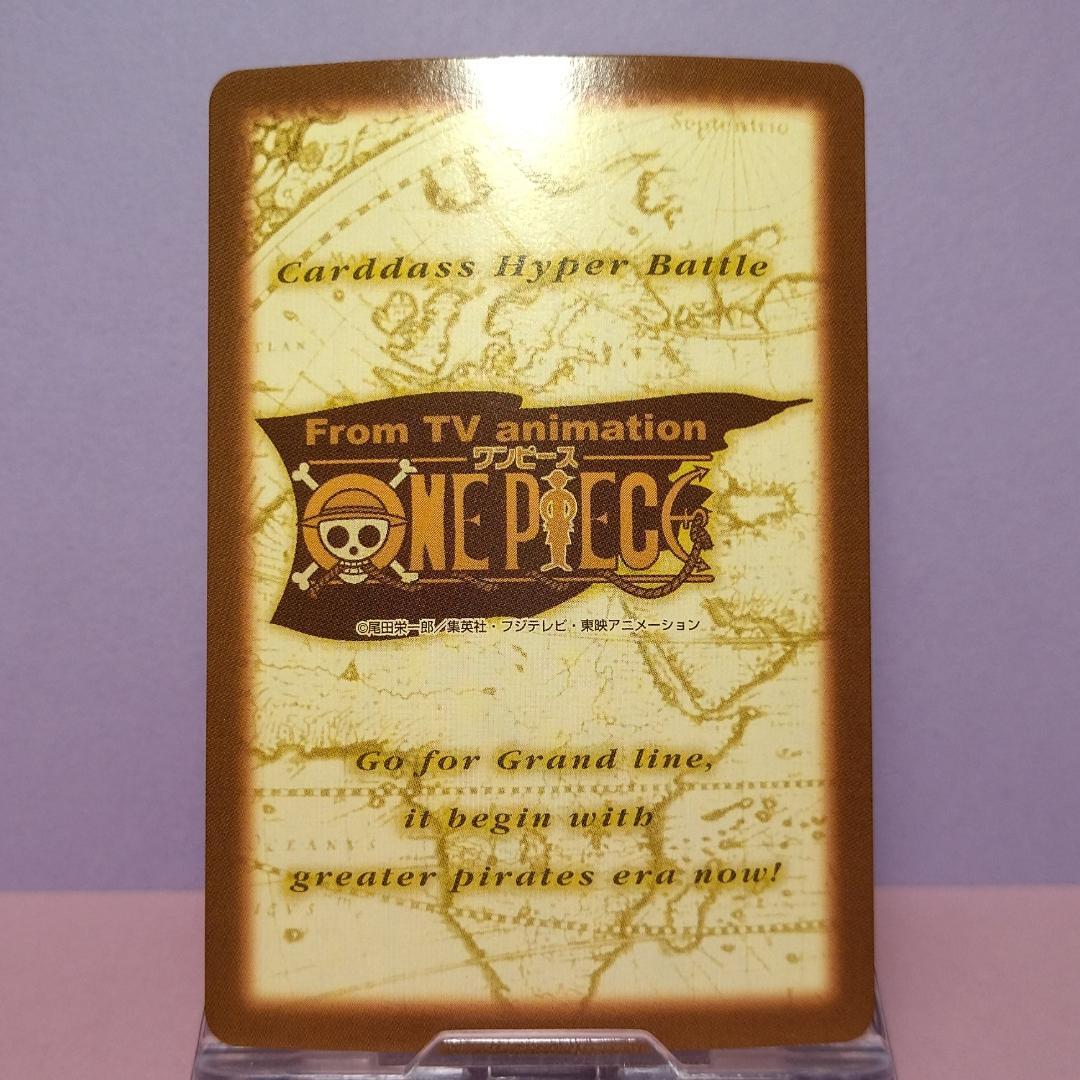 Septentrio
Carddass Hyper Battle
From TV animation
ワンピース
ONE PIECE
©尾田栄一郎／集英社・フジテレビ・東映アニメーション
Go for Grand line,
it begin with
greater pirates era now!